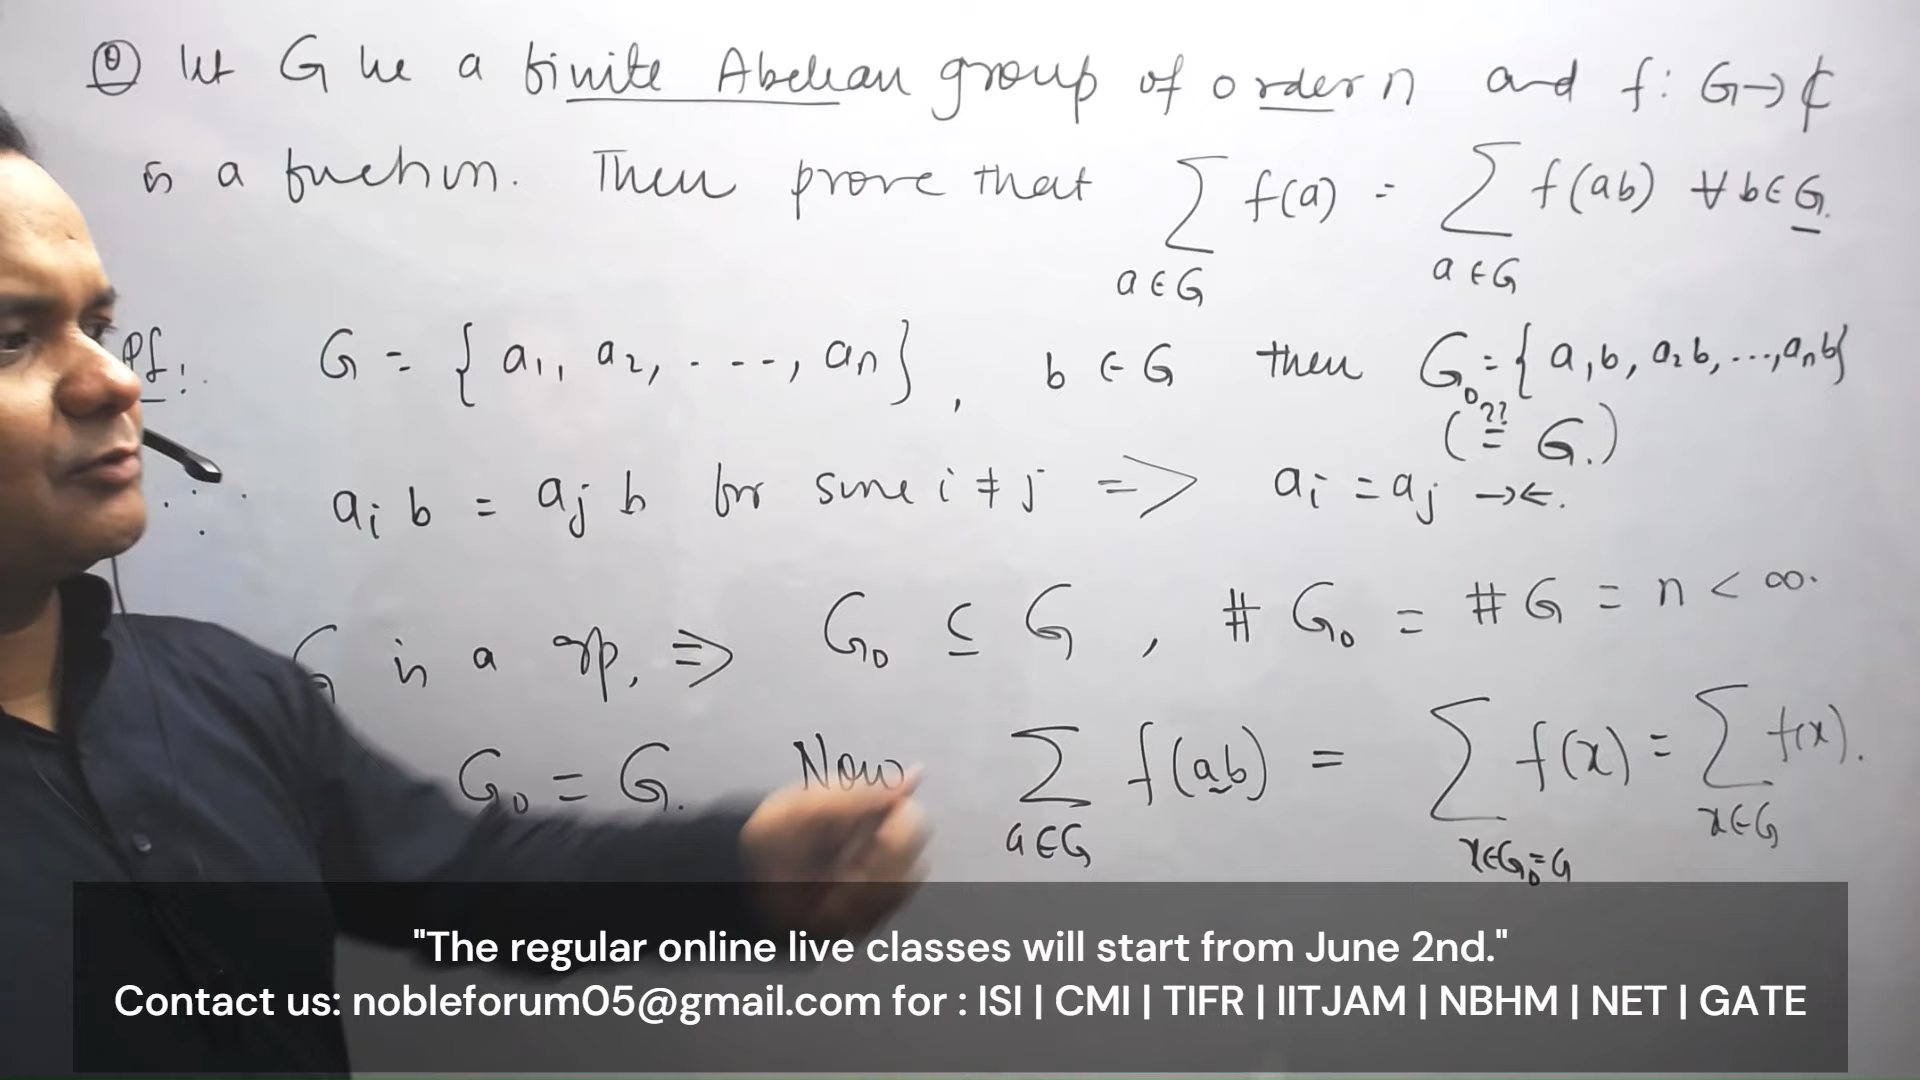 Q Let G be a finite Abelian group of order n and f: G→ ℂ
is a function. Then prove that ∑ f(a) = ∑ f(ab) ∀ b∈G.
a∈G a∈G
Pf: G = { a₁, a₂, ....., aₙ}, b ∈ G then G₀ = { a₁b, a₂b, ...., aₙb}
(=?? G.)
aᵢ b = aⱼ b for some i ≠ j => aᵢ = aⱼ →←.
G is a gp, => G₀ ⊆ G, # G₀ = # G = n < ∞.
G₀ = G. Now ∑ f(ab) = ∑ f(x) = ∑ f(x).
a∈G x∈G₀=G x∈G
"The regular online live classes will start from June 2nd."
Contact us: nobleforum05@gmail.com for : ISI | CMI | TIFR | IITJAM | NBHM | NET | GATE